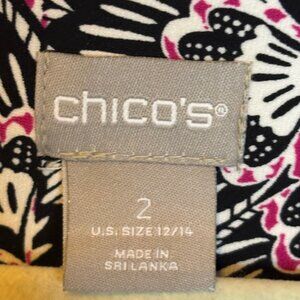 chico's®
2
U.S. SIZE 12/14
MADE IN
SRI LANKA